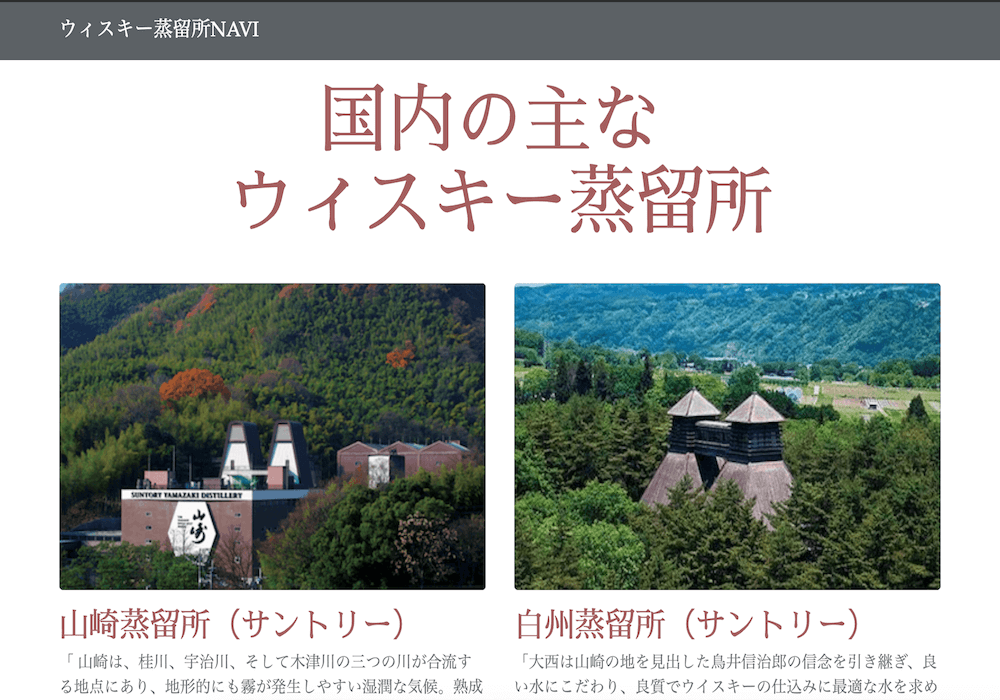 ウィスキー蒸留所NAVI
国内の主な
ウィスキー蒸留所
SUNTORY YAMAZAKI DISTILLERY
山崎
山崎蒸留所（サントリー）
白州蒸留所（サントリー）
「 山崎は、桂川、宇治川、そして木津川の三つの川が合流す
る地点にあり、地形的にも霧が発生しやすい湿潤な気候。熟成
「大西は山崎の地を見出した鳥井信治郎の信念を引き継ぎ、良
い水にこだわり、良質でウイスキーの仕込みに最適な水を求め